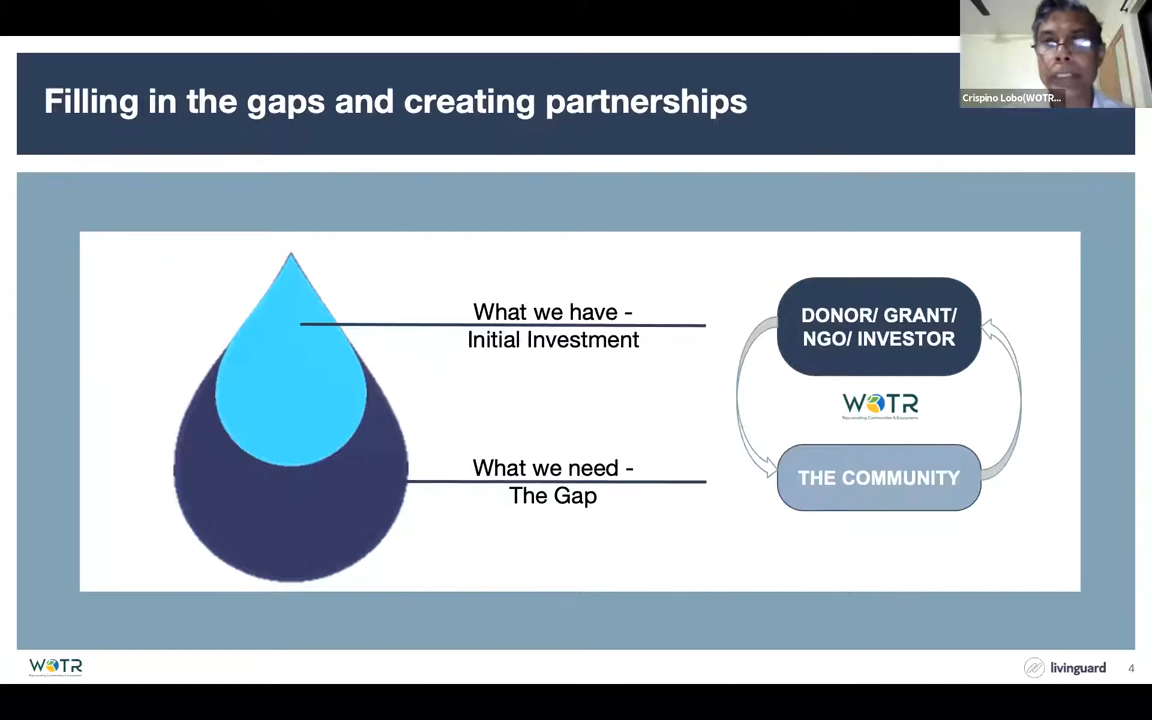 Filling in the gaps and creating partnerships
Crispino Lobo(WOTR...
What we have -
Initial Investment
What we need -
The Gap
DONOR/ GRANT/
NGO/ INVESTOR
WOTR
THE COMMUNITY
WOTR
livinguard
4